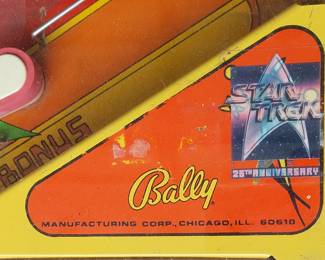 STAR
TREK
25TH ANNIVERSARY
BONUS
Bally
MANUFACTURING CORP., CHICAGO, ILL. 60618